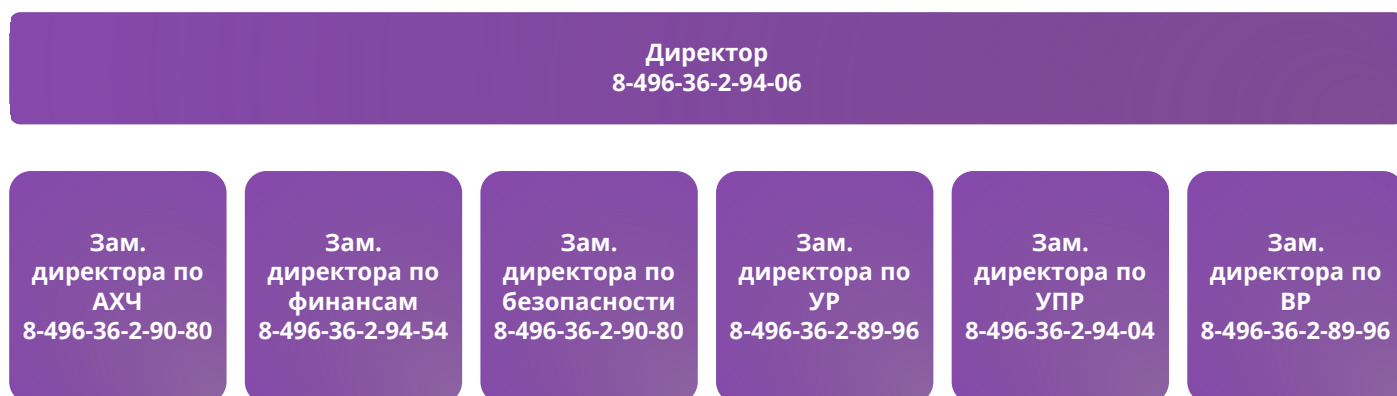 Директор
8-496-36-2-94-06
Зам.
директора по
АХЧ
8-496-36-2-90-80
Зам.
директора по
финансам
8-496-36-2-94-54
Зам.
директора по
безопасности
8-496-36-2-90-80
Зам.
директора по
УР
8-496-36-2-89-96
Зам.
директора по
УПР
8-496-36-2-94-04
Зам.
директора по
ВР
8-496-36-2-89-96